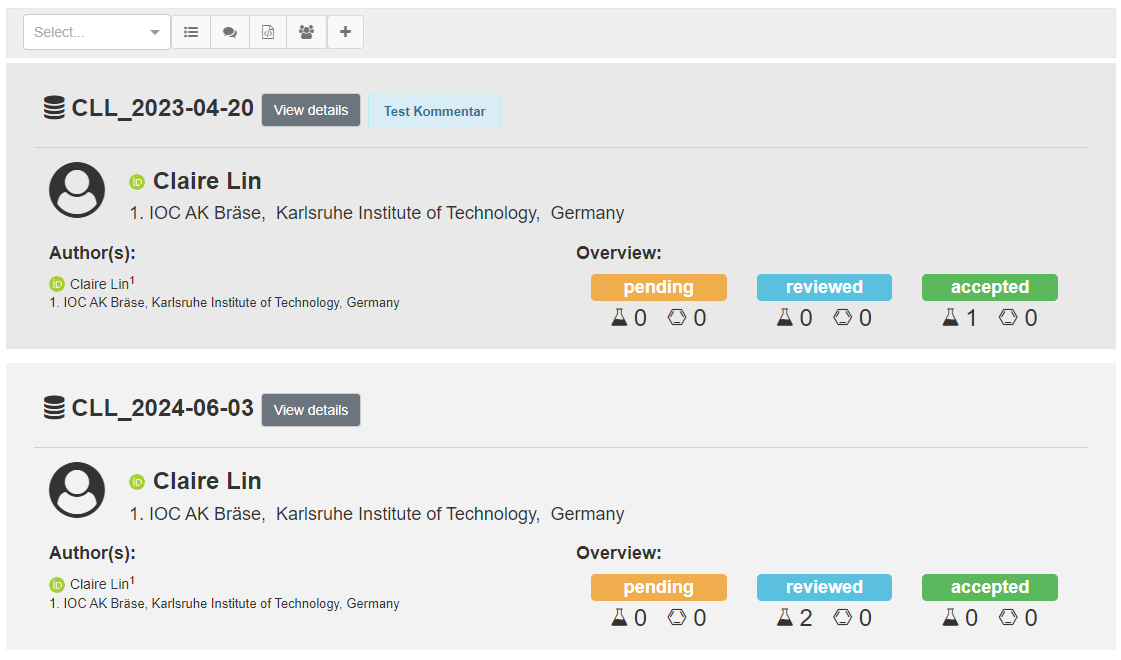 Select...
CLL_2023-04-20 View details Test Kommentar
iD Claire Lin
1. IOC AK Bräse, Karlsruhe Institute of Technology, Germany
Author(s): Overview:
iD Claire Lin1 pending reviewed accepted
1. IOC AK Bräse, Karlsruhe Institute of Technology, Germany
0 0 0 0 1 0
CLL_2024-06-03 View details
iD Claire Lin
1. IOC AK Bräse, Karlsruhe Institute of Technology, Germany
Author(s): Overview:
iD Claire Lin1 pending reviewed accepted
1. IOC AK Bräse, Karlsruhe Institute of Technology, Germany
0 0 2 0 0 0